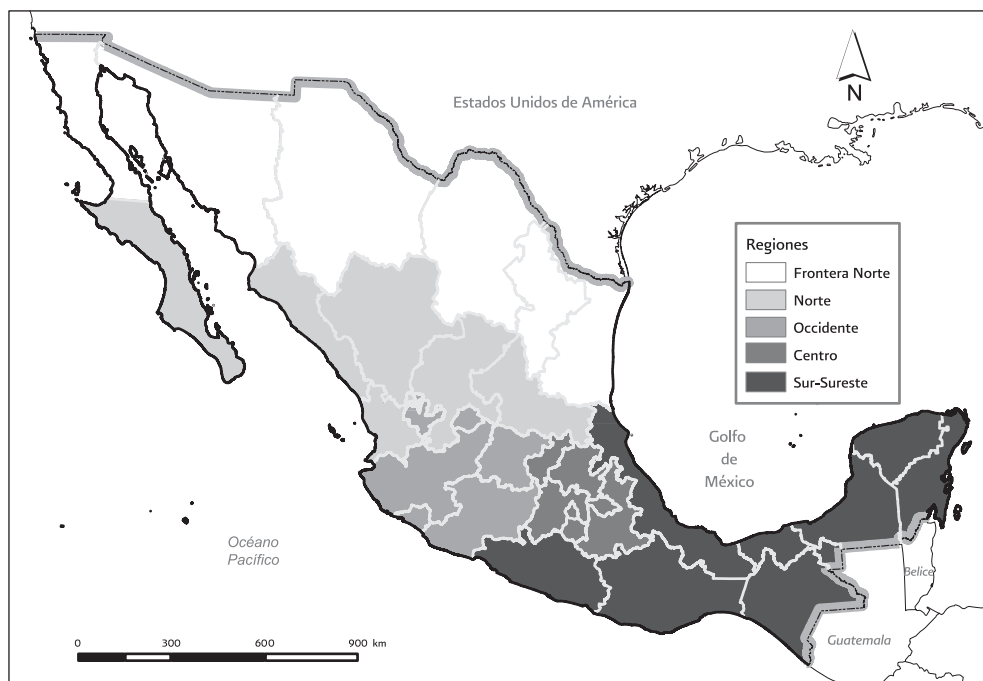 N
Estados Unidos de América
Regiones
Frontera Norte
Norte
Occidente
Centro
Sur-Sureste
Golfo
de
México
Océano
Pacífico
Belice
Guatemala
0 300 600 900 km